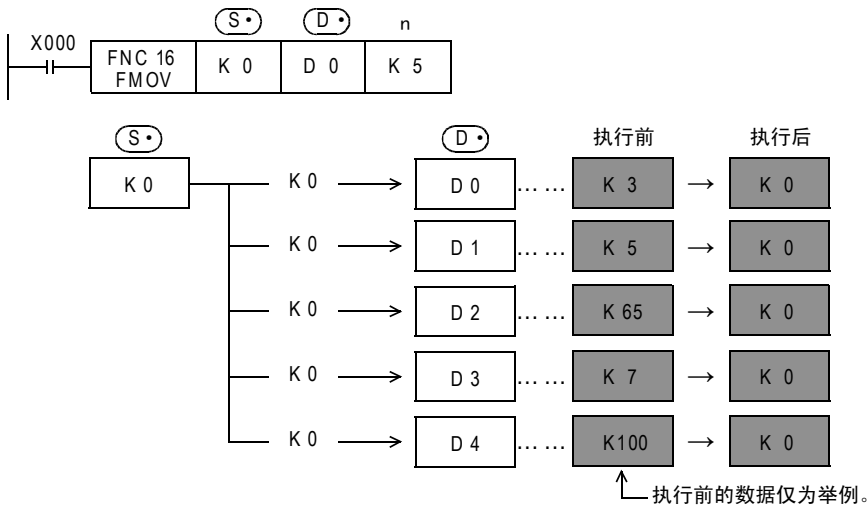 S• D• n
X000
FNC 16 FMOV K 0 D 0 K 5
S• D• 执行前 执行后
K 0 K 0 → D 0 …… K 3 → K 0
K 0 → D 1 …… K 5 → K 0
K 0 → D 2 …… K 65 → K 0
K 0 → D 3 …… K 7 → K 0
K 0 → D 4 …… K100 → K 0
执行前的数据仅为举例。